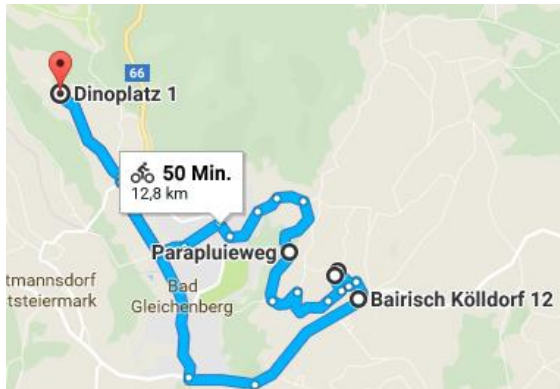 66
Dinoplatz 1
50 Min.
12,8 km
Parapluieweg
tmannsdorf
tsteiermark
Bad
Gleichenberg
Bairisch Kölldorf 12